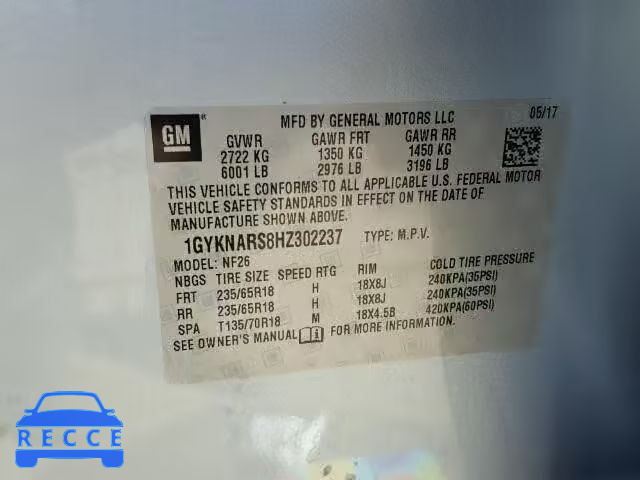 GM ®
MFD BY GENERAL MOTORS LLC 05/17
GVWR GAWR FRT GAWR RR
2722 KG 1350 KG 1450 KG
6001 LB 2976 LB 3196 LB
THIS VEHICLE CONFORMS TO ALL APPLICABLE U.S. FEDERAL MOTOR
VEHICLE SAFETY STANDARDS IN EFFECT ON THE DATE OF
MANUFACTURE SHOWN ABOVE.
1GYKNARS8HZ302237 TYPE: M.P.V.
MODEL: NF26
NBGS TIRE SIZE SPEED RTG RIM COLD TIRE PRESSURE
FRT 235/65R18 H 18X8J 240KPA(35PSI)
RR 235/65R18 H 18X8J 240KPA(35PSI)
SPA T135/70R18 M 18X4.5B 420KPA(60PSI)
SEE OWNER'S MANUAL FOR MORE INFORMATION.
RECCE